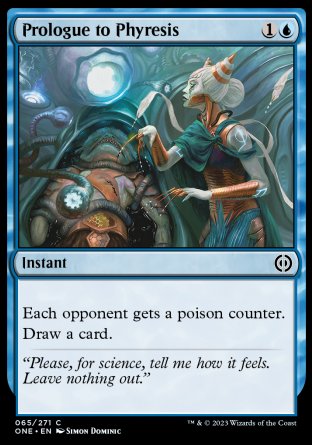 Prologue to Phyresis 1
Instant
Each opponent gets a poison counter.
Draw a card.
"Please, for science, tell me how it feels.
Leave nothing out."
065/271 C
ONE • EN SIMON DOMINIC ™ & © 2023 Wizards of the Coast